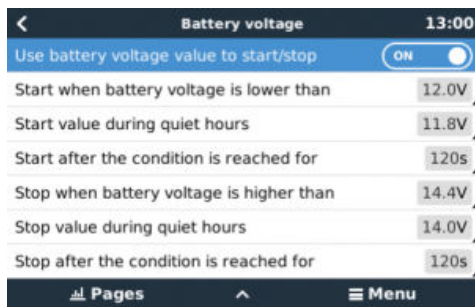 Battery voltage 13:00
Use battery voltage value to start/stop ON
Start when battery voltage is lower than 12.0V
Start value during quiet hours 11.8V
Start after the condition is reached for 120s
Stop when battery voltage is higher than 14.4V
Stop value during quiet hours 14.0V
Stop after the condition is reached for 120s
Pages Menu